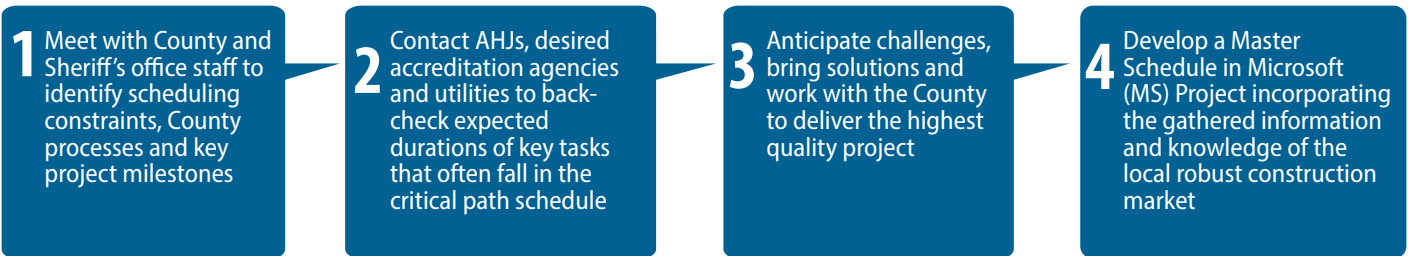 1 Meet with County and
Sheriff's office staff to
identify scheduling
constraints, County
processes and key
project milestones
2 Contact AHJs, desired
accreditation agencies
and utilities to back-
check expected
durations of key tasks
that often fall in the
critical path schedule
3 Anticipate challenges,
bring solutions and
work with the County
to deliver the highest
quality project
4 Develop a Master
Schedule in Microsoft
(MS) Project incorporating
the gathered information
and knowledge of the
local robust construction
market